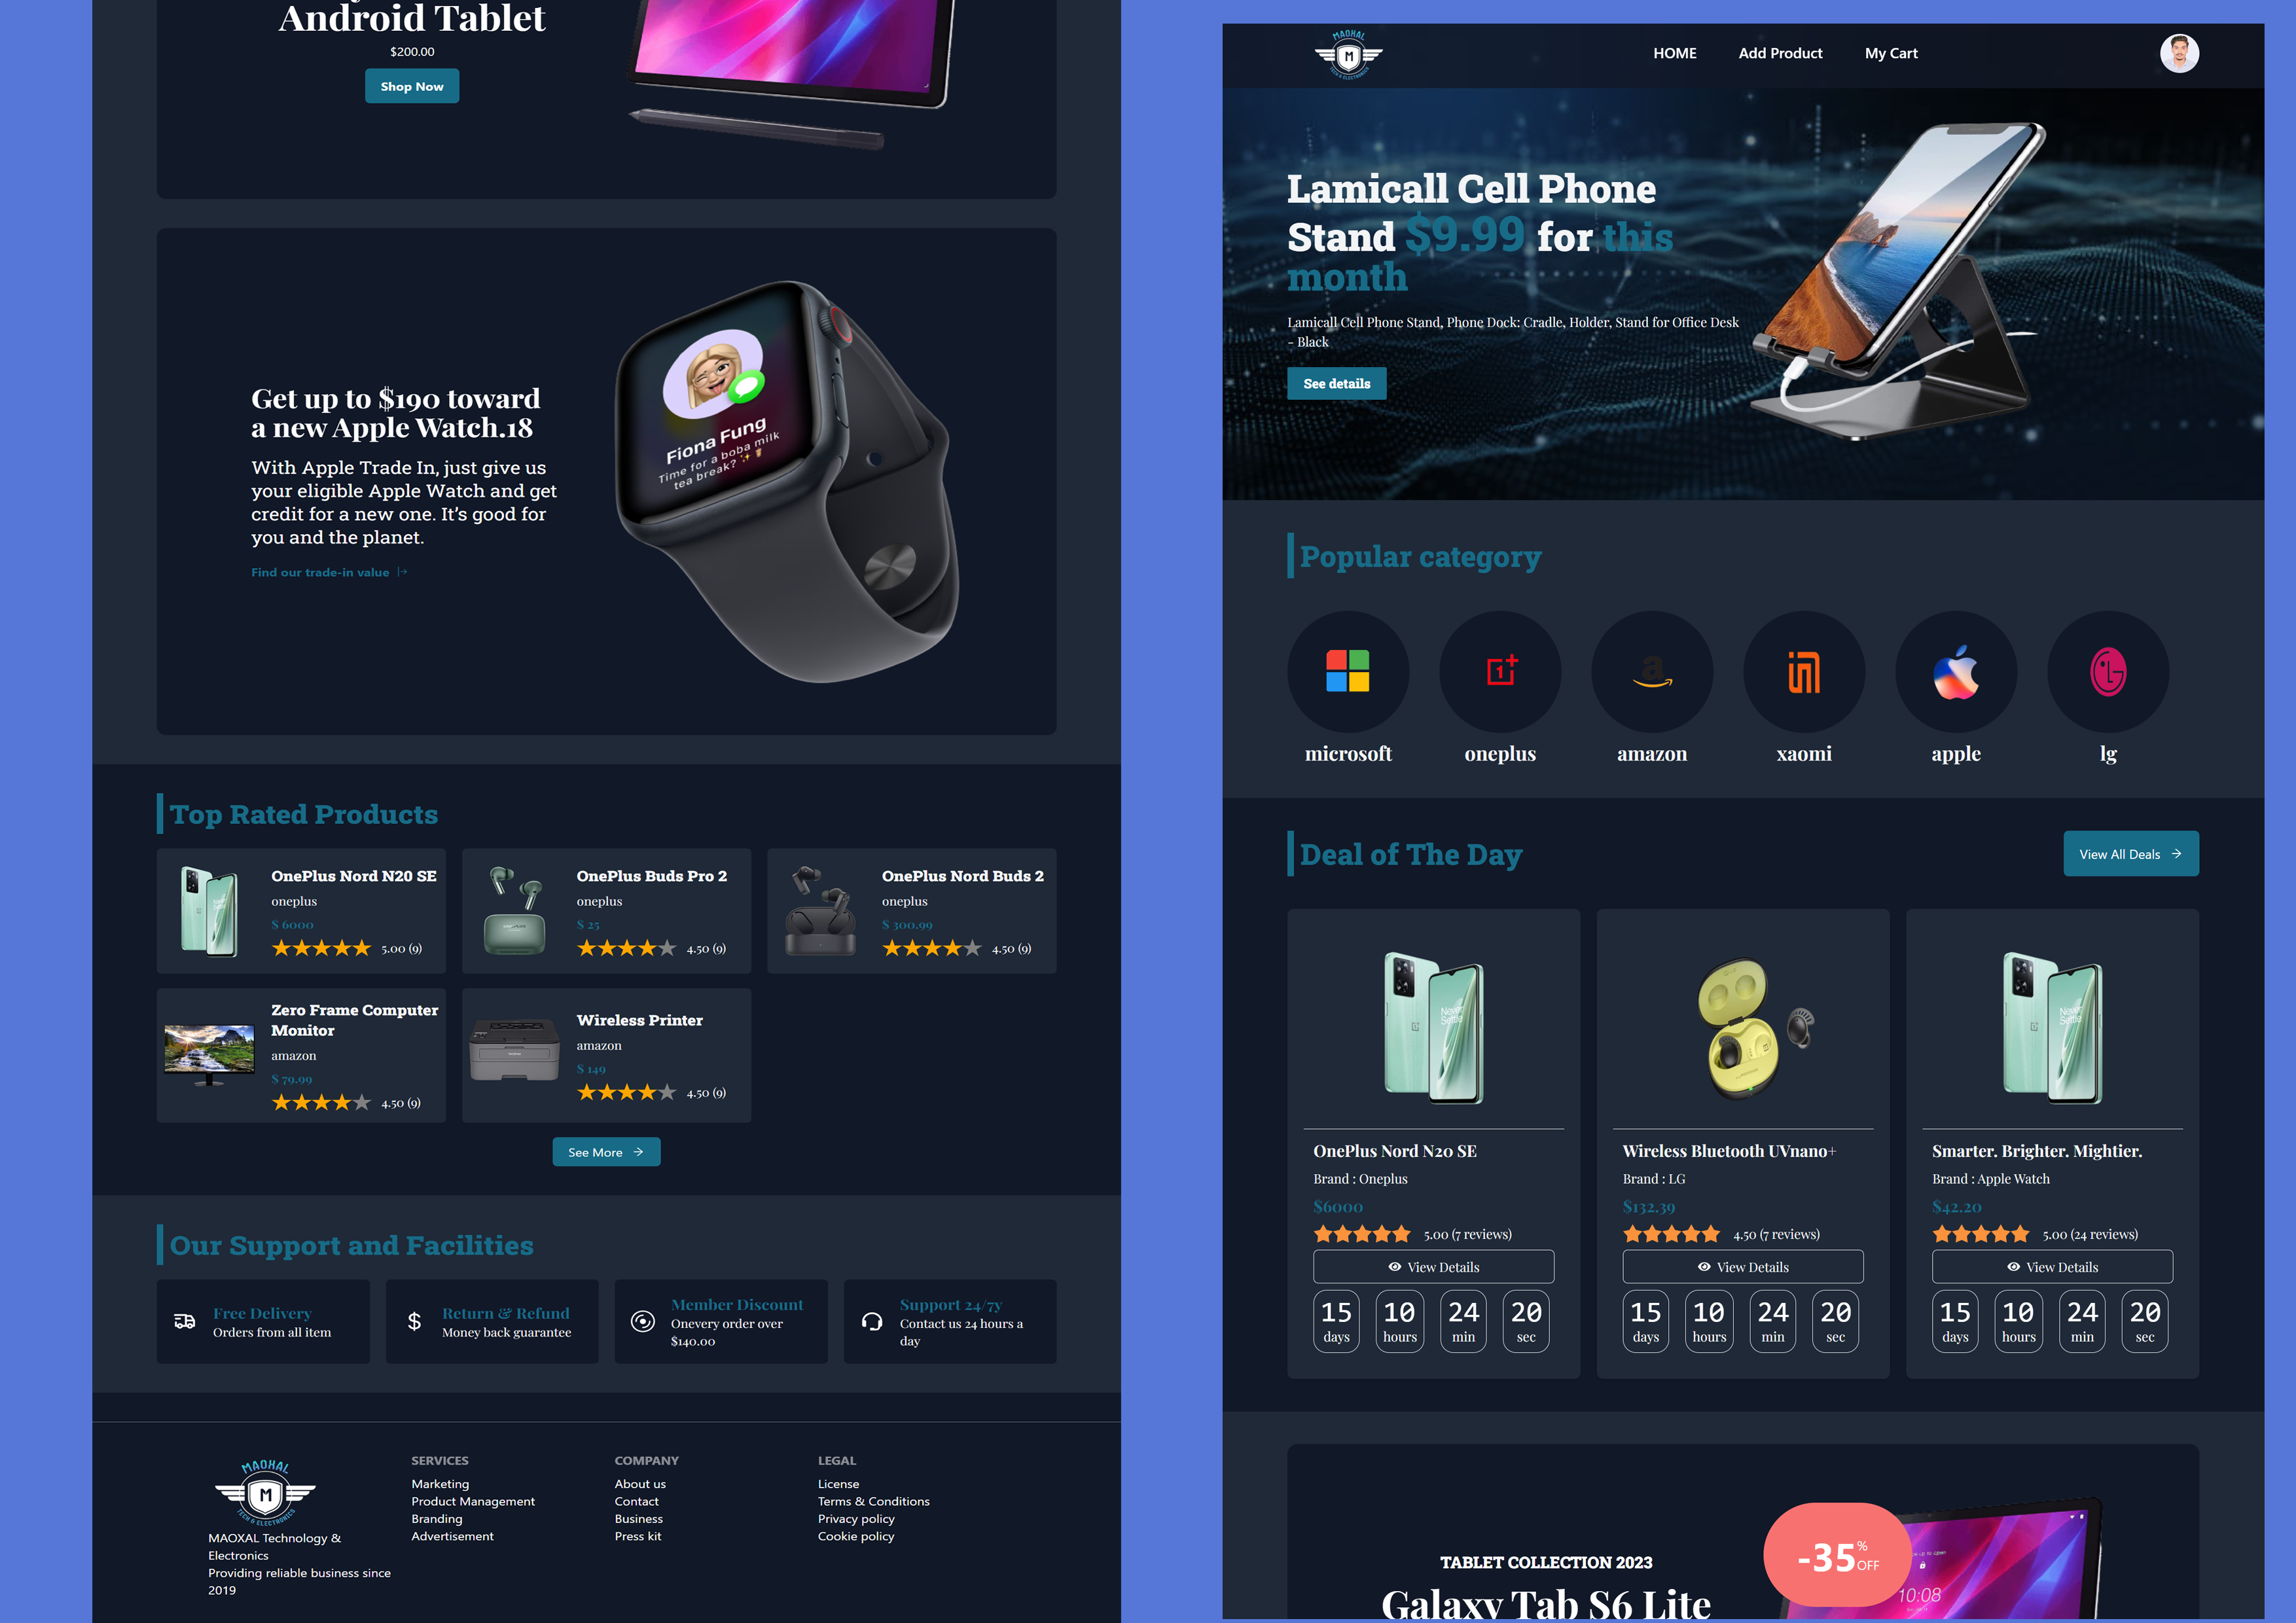 Android Tablet
$200.00
Shop Now
Fiona Fung
Time for a boba milk
tea break?
Get up to $190 toward
a new Apple Watch.18
With Apple Trade In, just give us
your eligible Apple Watch and get
credit for a new one. It’s good for
you and the planet.
Find our trade-in value
Top Rated Products
OnePlus Nord N20 SE
oneplus
$ 6000
5.00 (9)
OnePlus Buds Pro 2
oneplus
$ 25
4.50 (9)
OnePlus Nord Buds 2
oneplus
$ 300.99
4.50 (9)
Zero Frame Computer
Monitor
amazon
$ 79.99
4.50 (9)
Wireless Printer
amazon
$ 149
4.50 (9)
See More
Our Support and Facilities
Free Delivery
Orders from all item
Return & Refund
Money back guarantee
Member Discount
Onevery order over
$140.00
Support 24/7y
Contact us 24 hours a
day
MAOXAL
M
TECH & ELECTRONICS
MAOXAL Technology &
Electronics
Providing reliable business since
2019
SERVICES
Marketing
Product Management
Branding
Advertisement
COMPANY
About us
Contact
Business
Press kit
LEGAL
License
Terms & Conditions
Privacy policy
Cookie policy
MAOXAL
M
TECH & ELECTRONICS
HOME
Add Product
My Cart
Lamicall Cell Phone
Stand $9.99 for this
month
Lamicall Cell Phone Stand, Phone Dock: Cradle, Holder, Stand for Office Desk
- Black
See details
Popular category
microsoft
oneplus
amazon
xaomi
apple
lg
Deal of The Day
View All Deals
Never
Settle
OnePlus Nord N20 SE
Brand : Oneplus
$6000
5.00 (7 reviews)
View Details
15 10 24 20
days hours min sec
Wireless Bluetooth UVnano+
Brand : LG
$132.39
4.50 (7 reviews)
View Details
15 10 24 20
days hours min sec
Never
Settle
Smarter. Brighter. Mightier.
Brand : Apple Watch
$42.20
5.00 (24 reviews)
View Details
15 10 24 20
days hours min sec
TABLET COLLECTION 2023
Galaxy Tab S6 Lite
-35% OFF
10:08